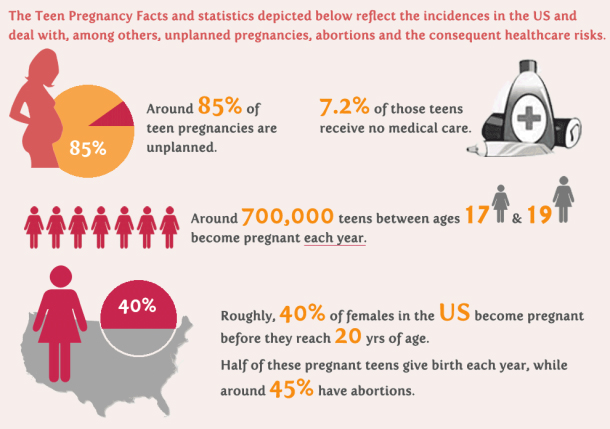 The Teen Pregnancy Facts and statistics depicted below reflect the incidences in the US and
deal with, among others, unplanned pregnancies, abortions and the consequent healthcare risks.
85%
Around 85% of
teen pregnancies are
unplanned.
7.2% of those teens
receive no medical care.
Around 700,000 teens between ages 17 & 19
become pregnant each year.
40%
Roughly, 40% of females in the US become pregnant
before they reach 20 yrs of age.
Half of these pregnant teens give birth each year, while
around 45% have abortions.